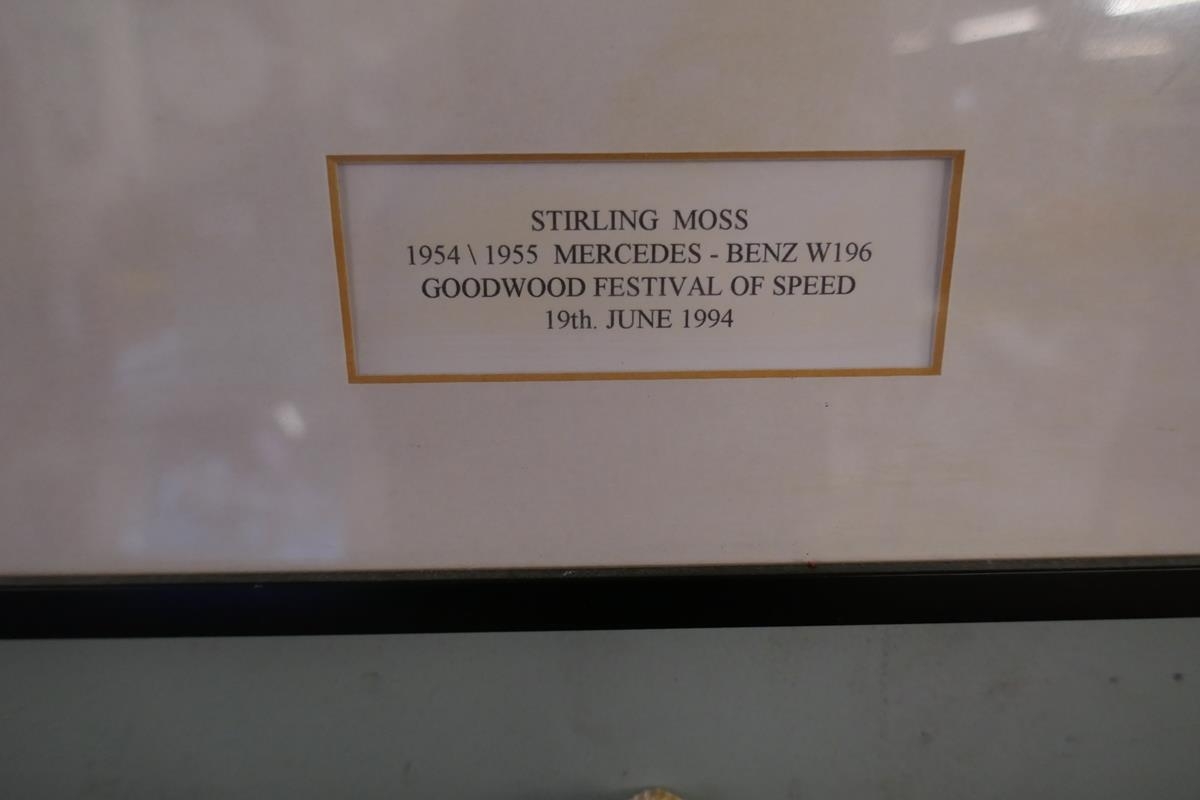 STIRLING MOSS
1954 \ 1955 MERCEDES - BENZ W196
GOODWOOD FESTIVAL OF SPEED
19th. JUNE 1994